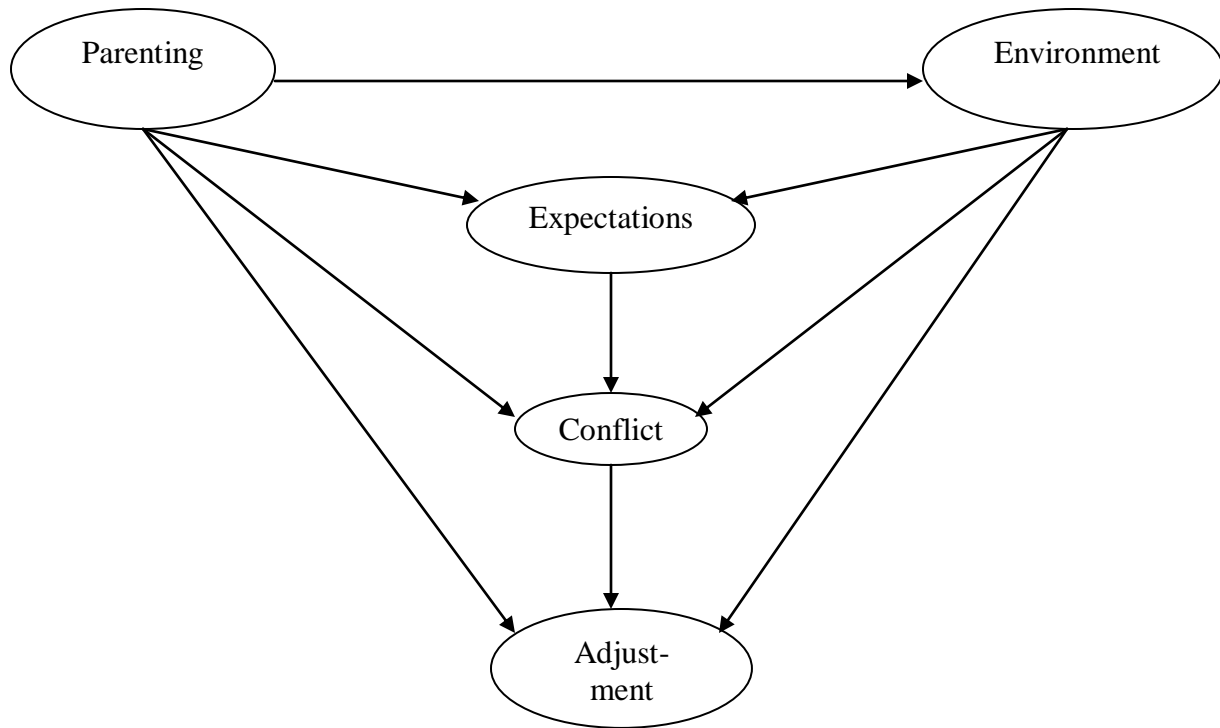 Parenting
Environment
Expectations
Conflict
Adjust-
ment